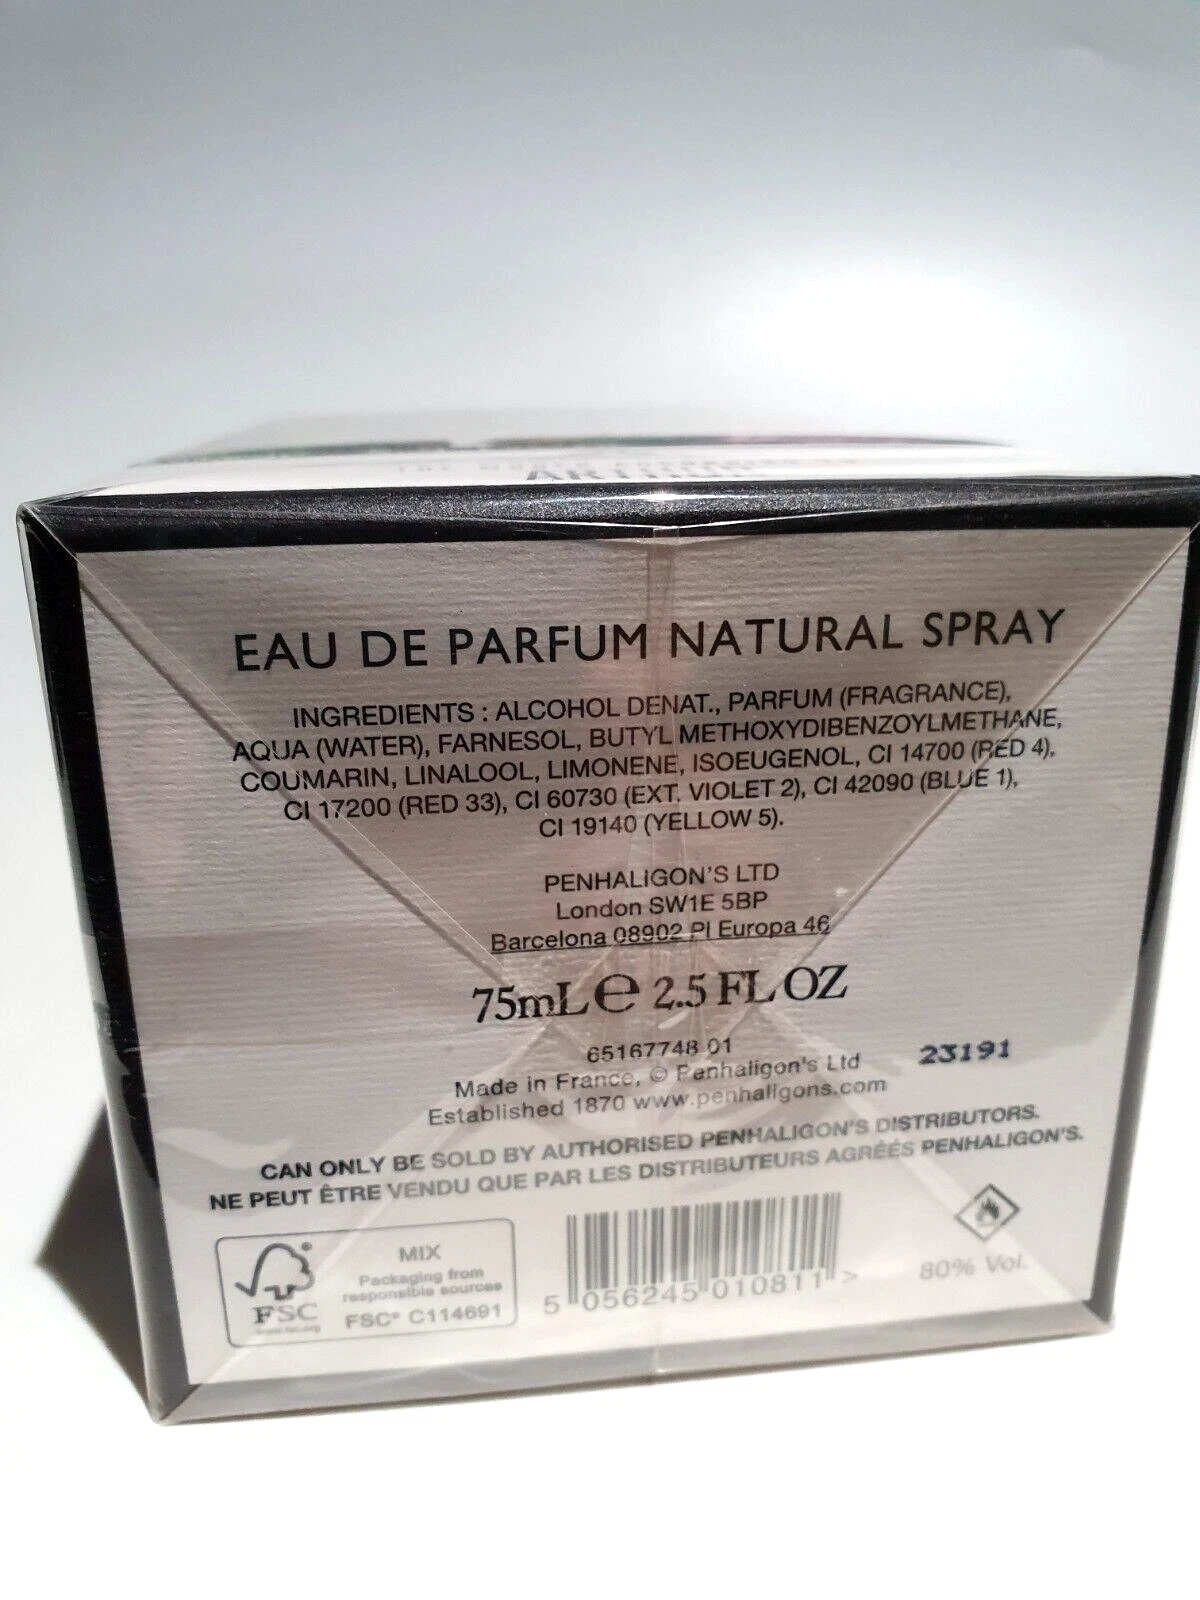 EAU DE PARFUM NATURAL SPRAY
INGREDIENTS : ALCOHOL DENAT., PARFUM (FRAGRANCE),
AQUA (WATER), FARNESOL, BUTYL METHOXYDIBENZOYLMETHANE,
COUMARIN, LINALOOL, LIMONENE, ISOEUGENOL, CI 14700 (RED 4),
CI 17200 (RED 33), CI 60730 (EXT. VIOLET 2), CI 42090 (BLUE 1),
CI 19140 (YELLOW 5).
PENHALIGON'S LTD
London SW1E 5BP
Barcelona 08902 Pl Europa 46
75mL ℮ 2.5 FL OZ
65167748 01
23191
Made in France, © Penhaligon's Ltd
Established 1870 www.penhaligons.com
CAN ONLY BE SOLD BY AUTHORISED PENHALIGON'S DISTRIBUTORS.
NE PEUT ÊTRE VENDU QUE PAR LES DISTRIBUTEURS AGRÉÉS PENHALIGON'S.
FSC
www.fsc.org
MIX
Packaging from
responsible sources
FSC® C114691
5 056245 010811 >
80% Vol.